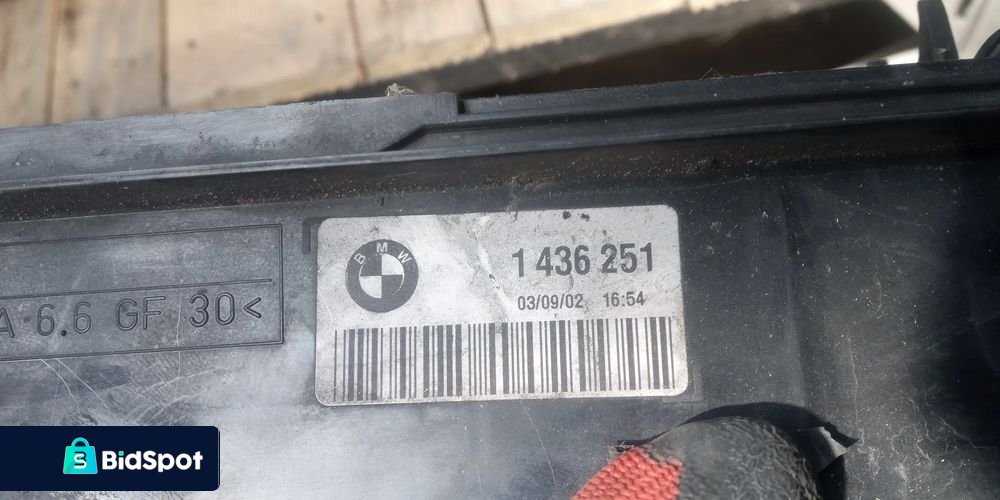 BMW
1 436 251
03/09/02 16:54
A 6.6 GF 30<
BidSpot